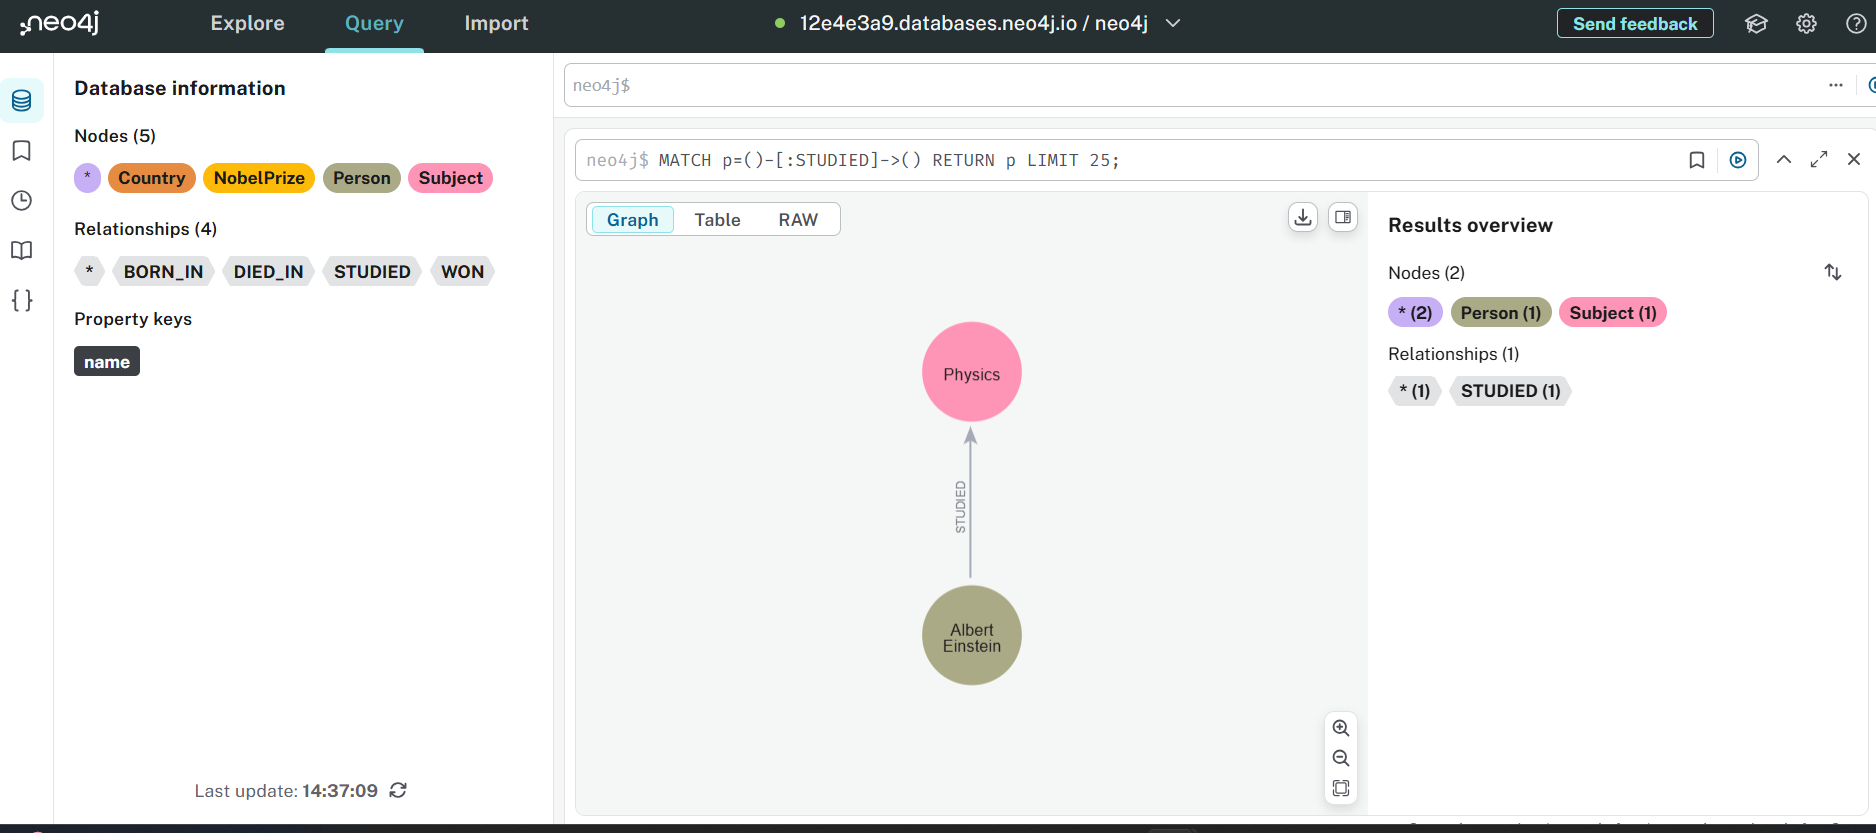 neo4j
Explore
Query
Import
12e4e3a9.databases.neo4j.io / neo4j
Send feedback
Database information
Nodes (5)
* Country NobelPrize Person Subject
Relationships (4)
* BORN_IN DIED_IN STUDIED WON
Property keys
name
Last update: 14:37:09
neo4j$
neo4j$ MATCH p=()-[:STUDIED]->() RETURN p LIMIT 25;
Graph Table RAW
Physics
STUDIED
Albert
Einstein
Results overview
Nodes (2)
* (2) Person (1) Subject (1)
Relationships (1)
* (1) STUDIED (1)